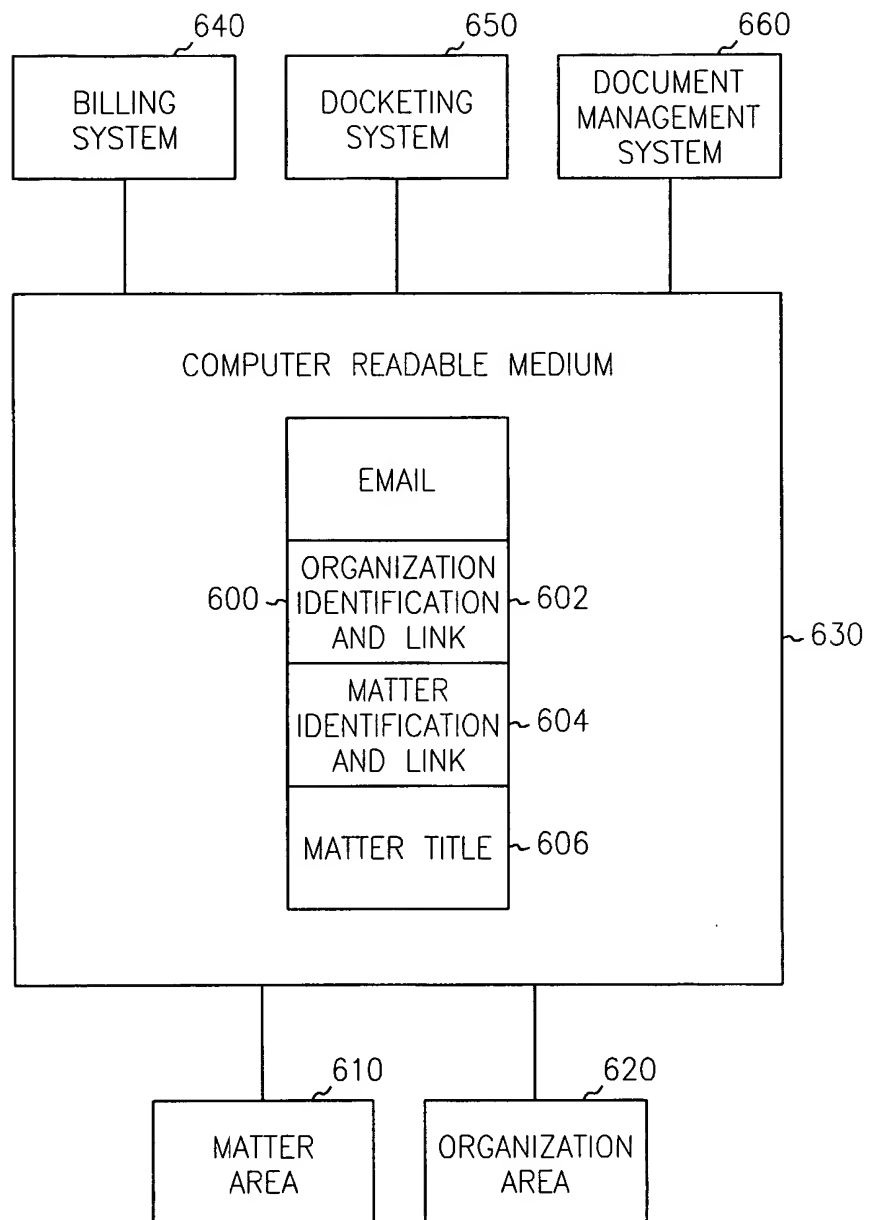 640
650
660
BILLING
SYSTEM
DOCKETING
SYSTEM
DOCUMENT
MANAGEMENT
SYSTEM
COMPUTER READABLE MEDIUM
EMAIL
600
ORGANIZATION
IDENTIFICATION
AND LINK
602
630
MATTER
IDENTIFICATION
AND LINK
604
MATTER TITLE
606
610
620
MATTER
AREA
ORGANIZATION
AREA